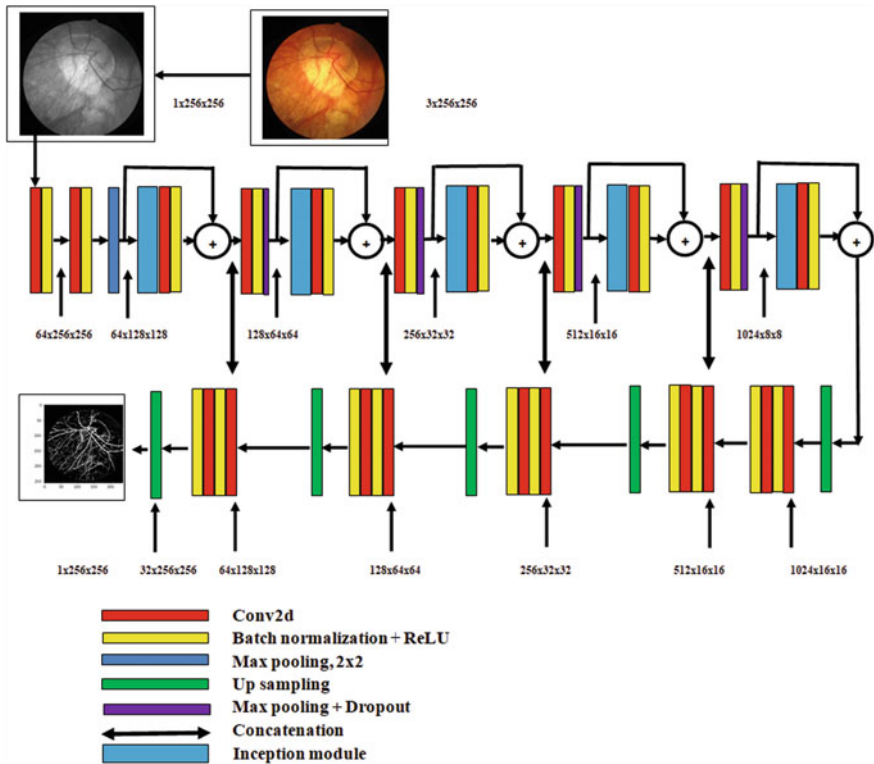 1x256x256
3x256x256
64x256x256
64x128x128
128x64x64
256x32x32
512x16x16
1024x8x8
1x256x256
32x256x256
64x128x128
128x64x64
256x32x32
512x16x16
1024x16x16
Conv2d
Batch normalization + ReLU
Max pooling, 2x2
Up sampling
Max pooling + Dropout
Concatenation
Inception module